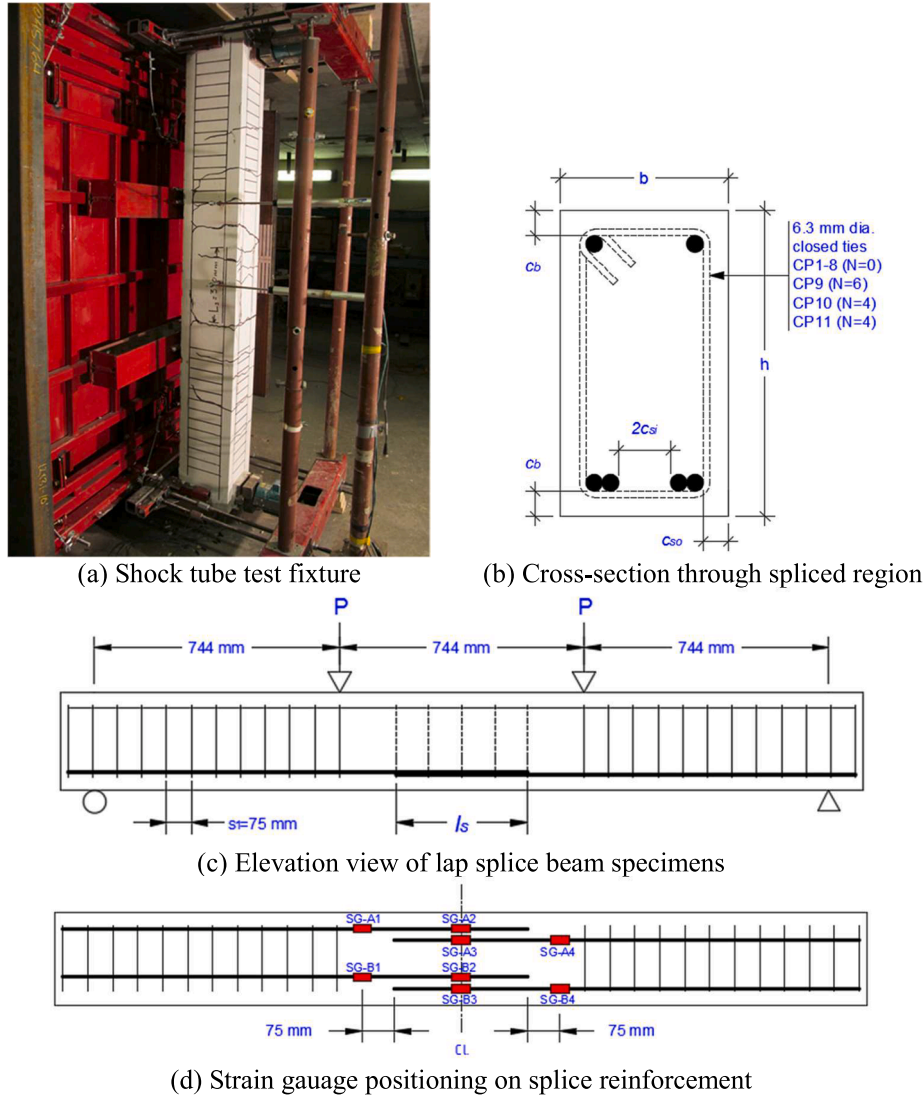 Ls=390mm
(a) Shock tube test fixture
b
cb
6.3 mm dia.
closed ties
CP1-8 (N=0)
CP9 (N=6)
CP10 (N=4)
CP11 (N=4)
h
2csi
cb
cso
(b) Cross-section through spliced region
P P
744 mm 744 mm 744 mm
s1=75 mm
ls
(c) Elevation view of lap splice beam specimens
SG-A1 SG-A2
SG-A3 SG-A4
SG-B1 SG-B2
SG-B3 SG-B4
75 mm 75 mm
CL
(d) Strain gauage positioning on splice reinforcement